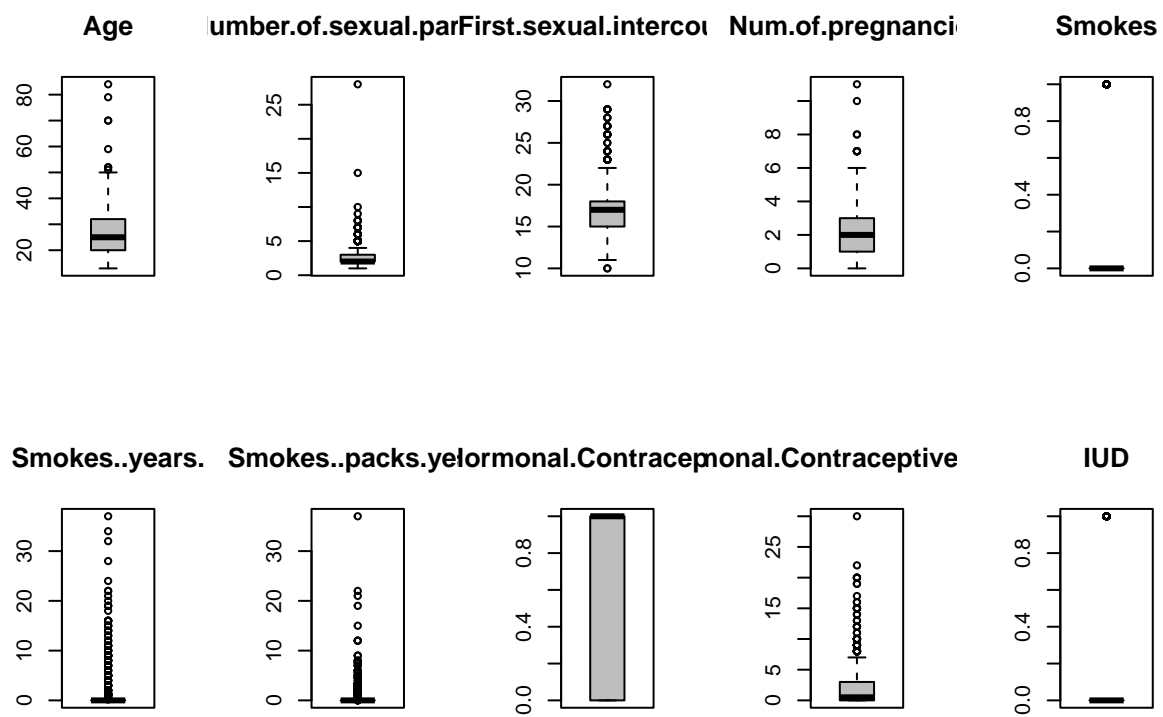 Age
umber.of.sexual.par
First.sexual.intercou
Num.of.pregnanci
Smokes
20 40 60 80
0 5 15 25
10 15 20 25 30
0 2 4 6 8
0.0 0.4 0.8
Smokes..years.
Smokes..packs.ye
ormonal.Contracep
monal.Contraceptive
IUD
0 10 20 30
0 10 20 30
0.0 0.4 0.8
0 5 15 25
0.0 0.4 0.8